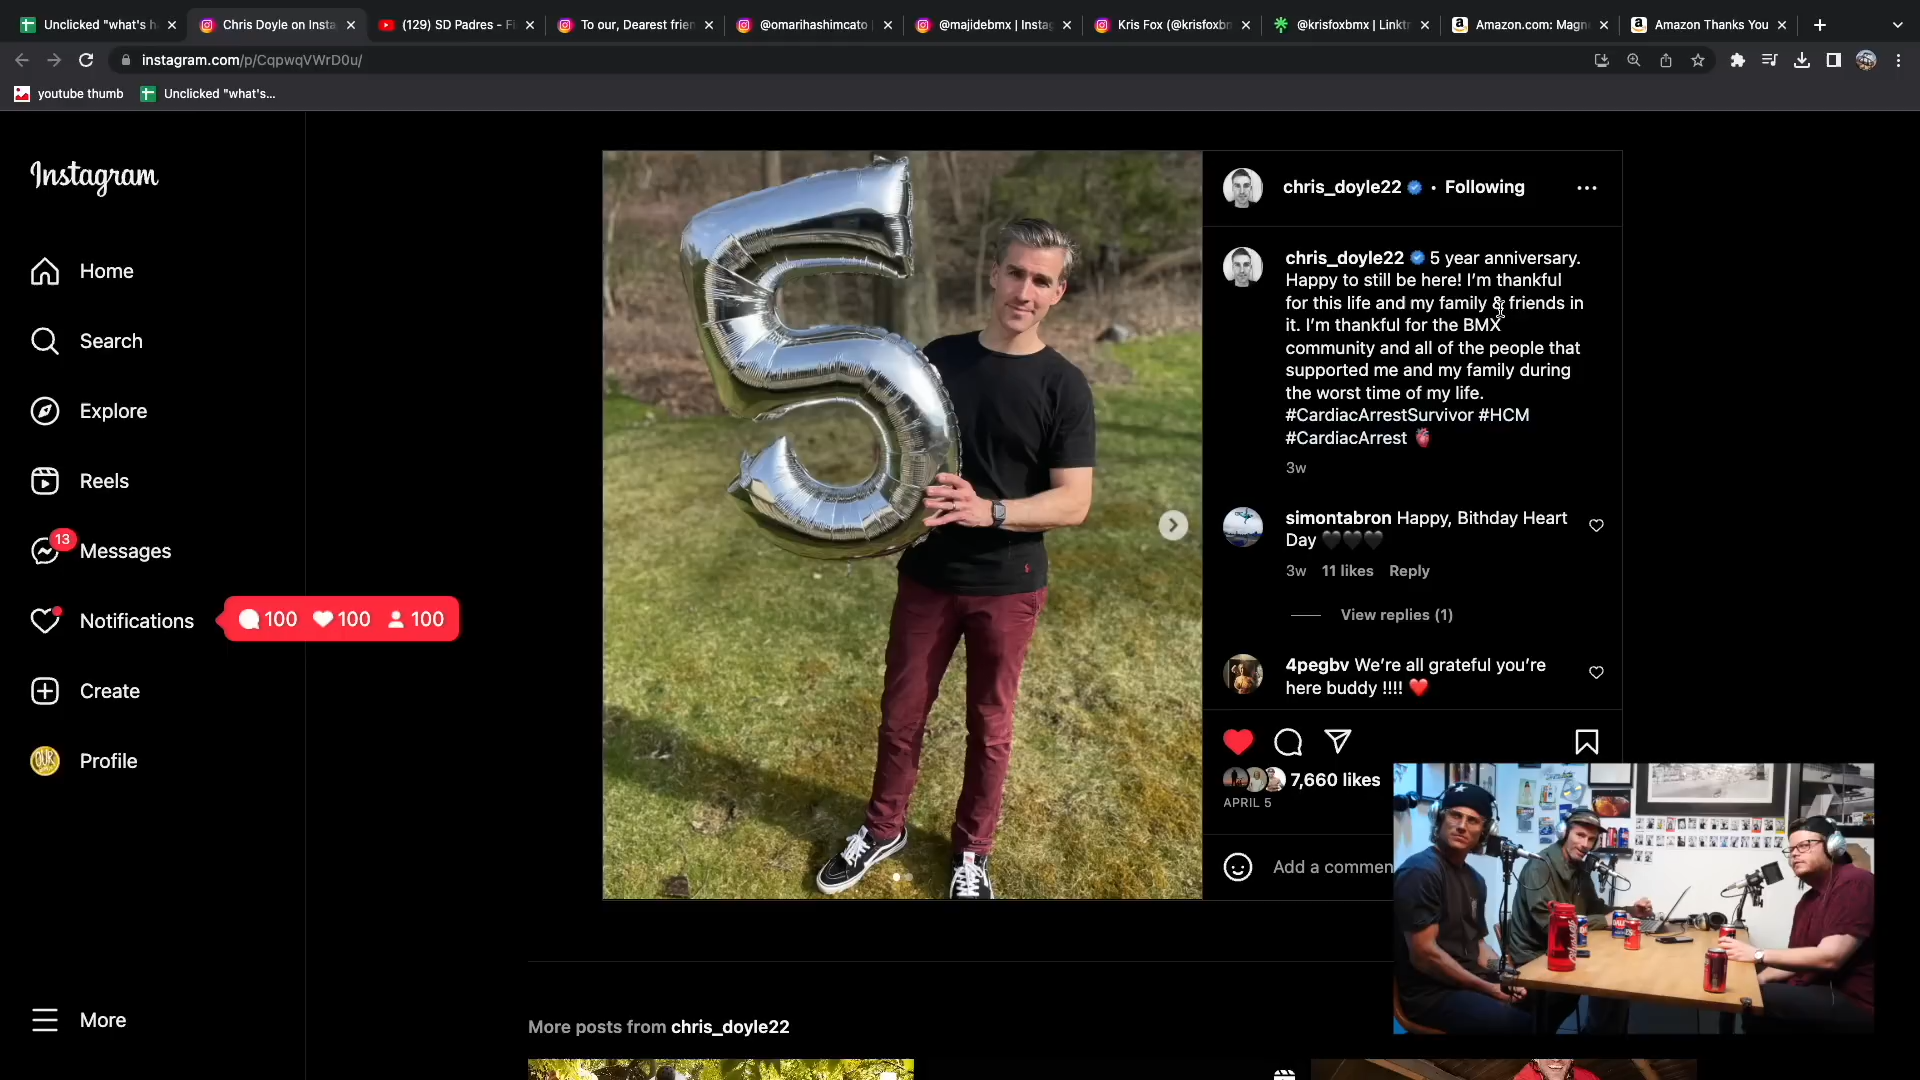 Unclicked "what's h
Chris Doyle on Insta
(129) SD Padres - Fi
To our, Dearest frien
@omarihashimcato
@majidebmx | Instag
Kris Fox (@krisfoxbm
@krisfoxbmx | Linktr
Amazon.com: Magn
Amazon Thanks You
instagram.com/p/CqpwqVWrD0u/
youtube thumb
Unclicked "what's...
Instagram
Home
Search
Explore
Reels
13
Messages
Notifications
100 100 100
Create
Profile
More
chris_doyle22 • Following
chris_doyle22 5 year anniversary.
Happy to still be here! I'm thankful
for this life and my family & friends in
it. I'm thankful for the BMX
community and all of the people that
supported me and my family during
the worst time of my life.
#CardiacArrestSurvivor #HCM
#CardiacArrest 🫀
3w
simontabron Happy, Bithday Heart
Day 🖤🖤🖤
3w 11 likes Reply
View replies (1)
4pegbv We're all grateful you're
here buddy !!!! ❤️
7,660 likes
APRIL 5
Add a commen
More posts from chris_doyle22